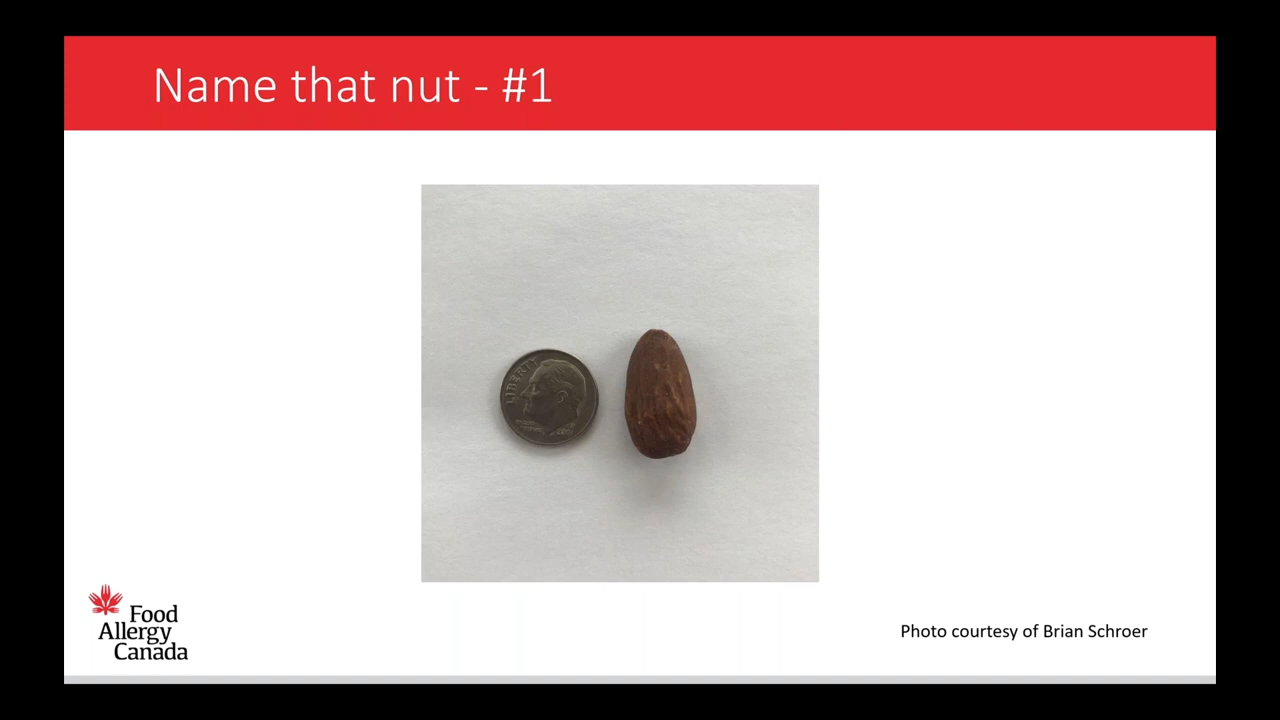 Name that nut - #1
LIBERTY
Food
Allergy
Canada
Photo courtesy of Brian Schroer